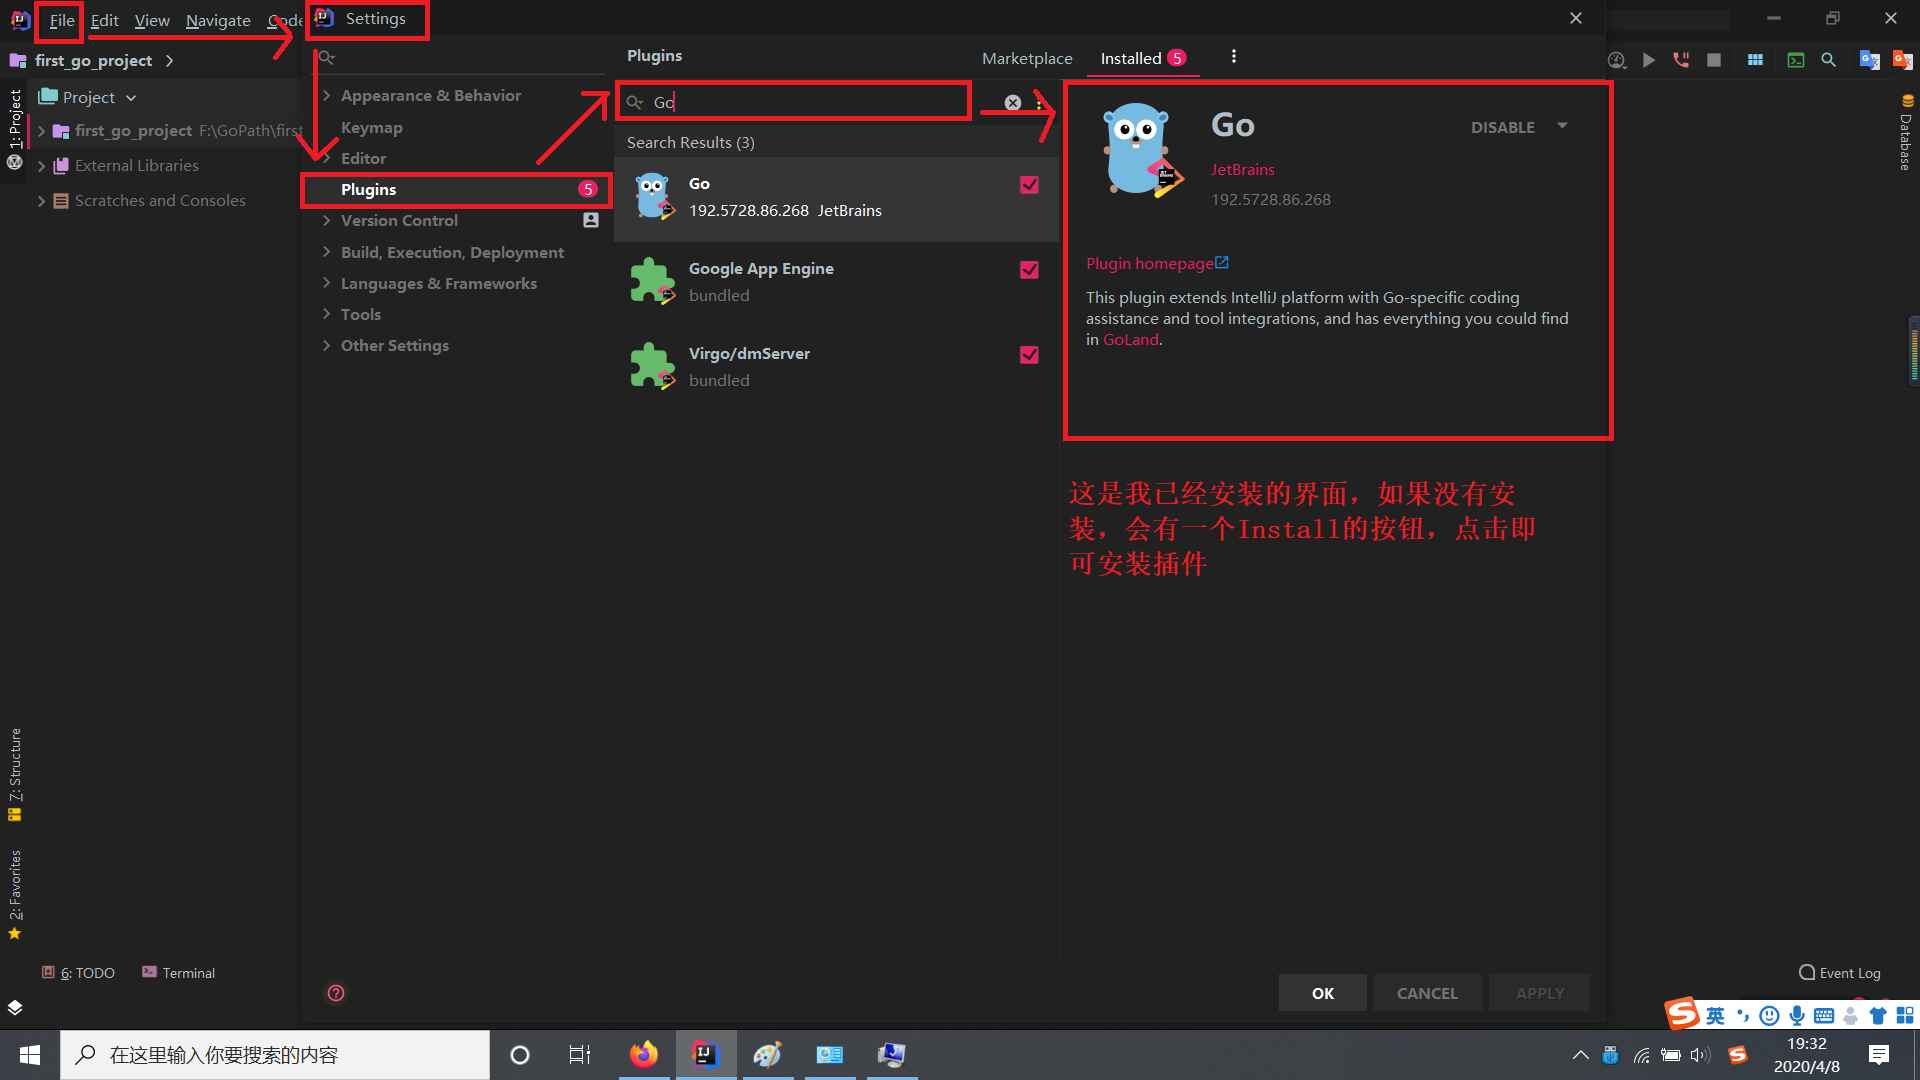 File Edit View Navigate Code
Settings
first_go_project
Project
first_go_project F:\GoPath\first
External Libraries
Scratches and Consoles
1: Project
7: Structure
2: Favorites
Appearance & Behavior
Keymap
Editor
Plugins 5
Version Control
Build, Execution, Deployment
Languages & Frameworks
Tools
Other Settings
Plugins
Marketplace Installed 5
Go
Search Results (3)
Go
192.5728.86.268 JetBrains
Google App Engine
bundled
Virgo/dmServer
bundled
Go
DISABLE
JetBrains
192.5728.86.268
Plugin homepage
This plugin extends IntelliJ platform with Go-specific coding
assistance and tool integrations, and has everything you could find
in GoLand.
这是我已经安装的界面，如果没有安
装，会有一个Install的按钮，点击即
可安装插件
Database
OK CANCEL APPLY
6: TODO Terminal
Event Log
英
在这里输入你要搜索的内容
19:32
2020/4/8